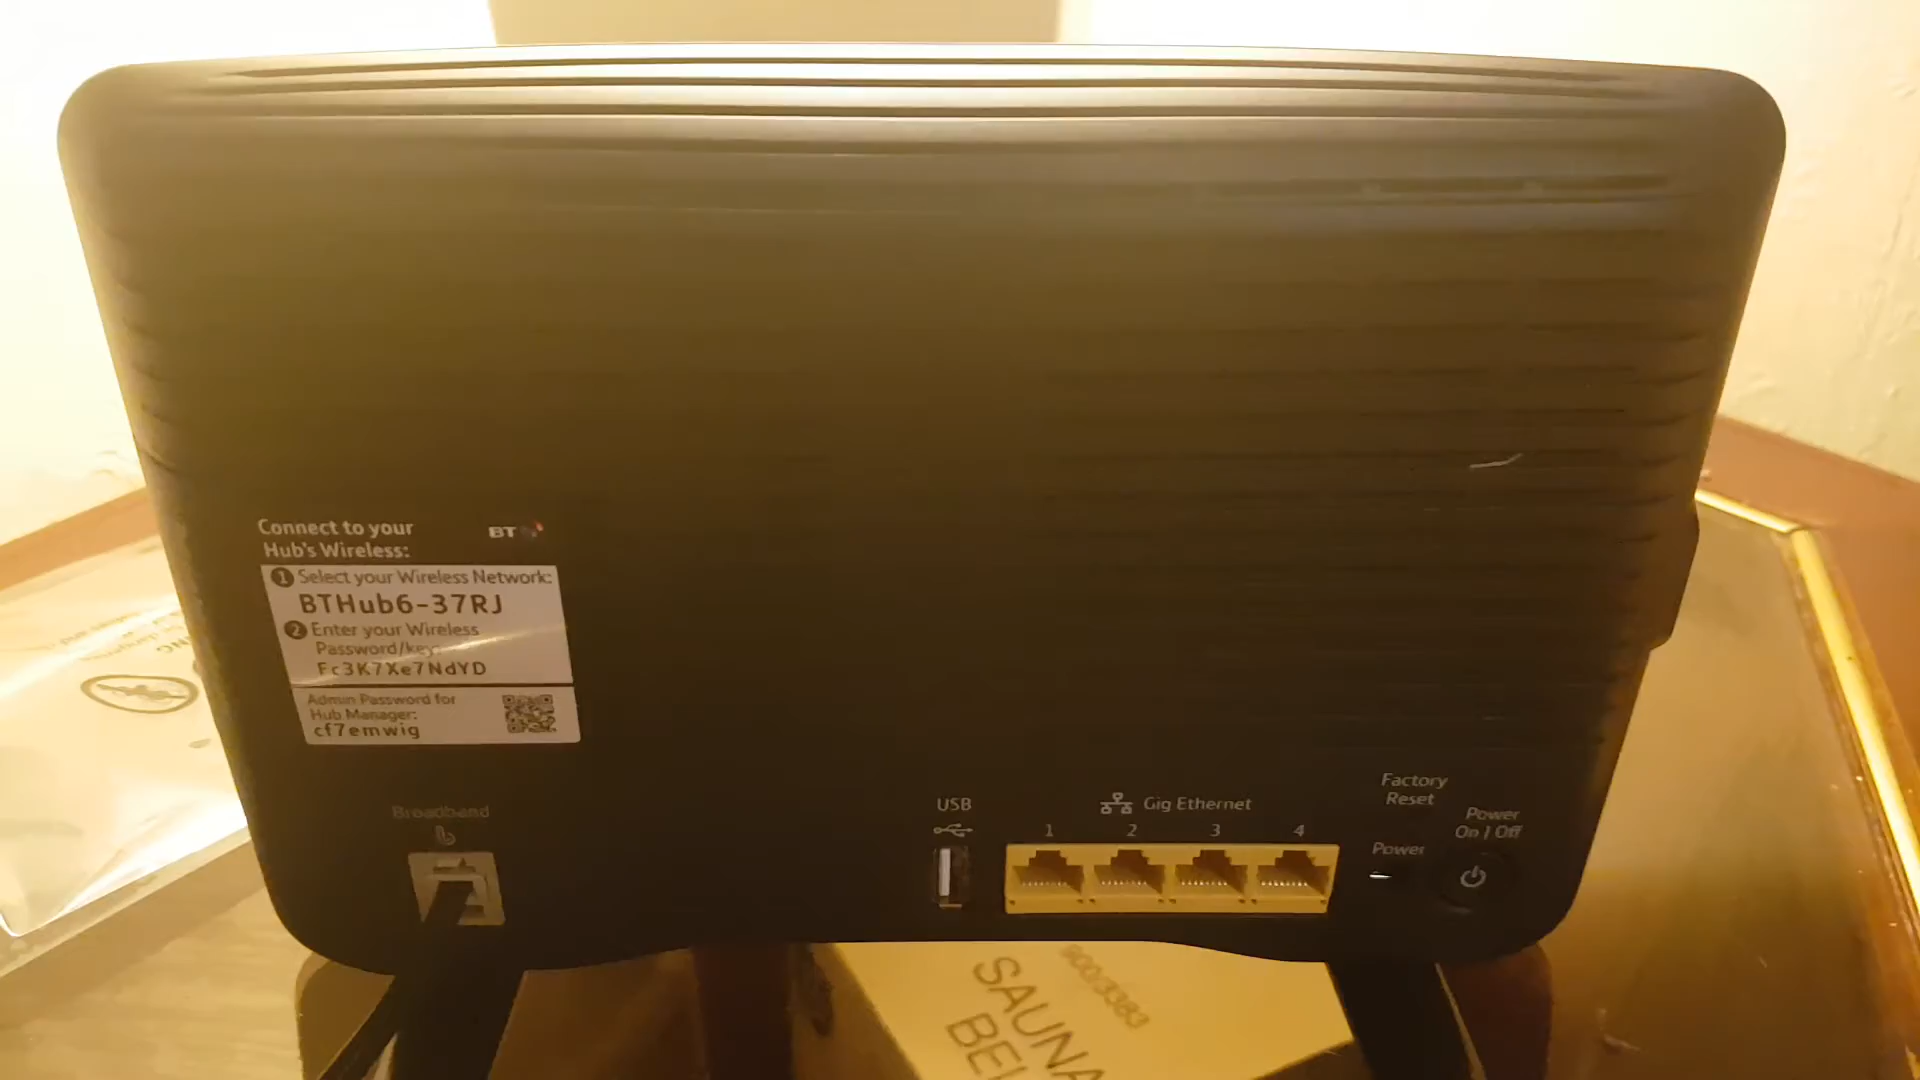 Connect to your
Hub's Wireless:
BT
1 Select your Wireless Network:
BTHub6-37RJ
2 Enter your Wireless
Password/key:
Fc3K7Xe7NdYD
Admin Password for
Hub Manager:
cf7emwig
Broadband
USB
Gig Ethernet
1 2 3 4
Factory
Reset
Power
On | Off
Power
900/3383
SAUNA